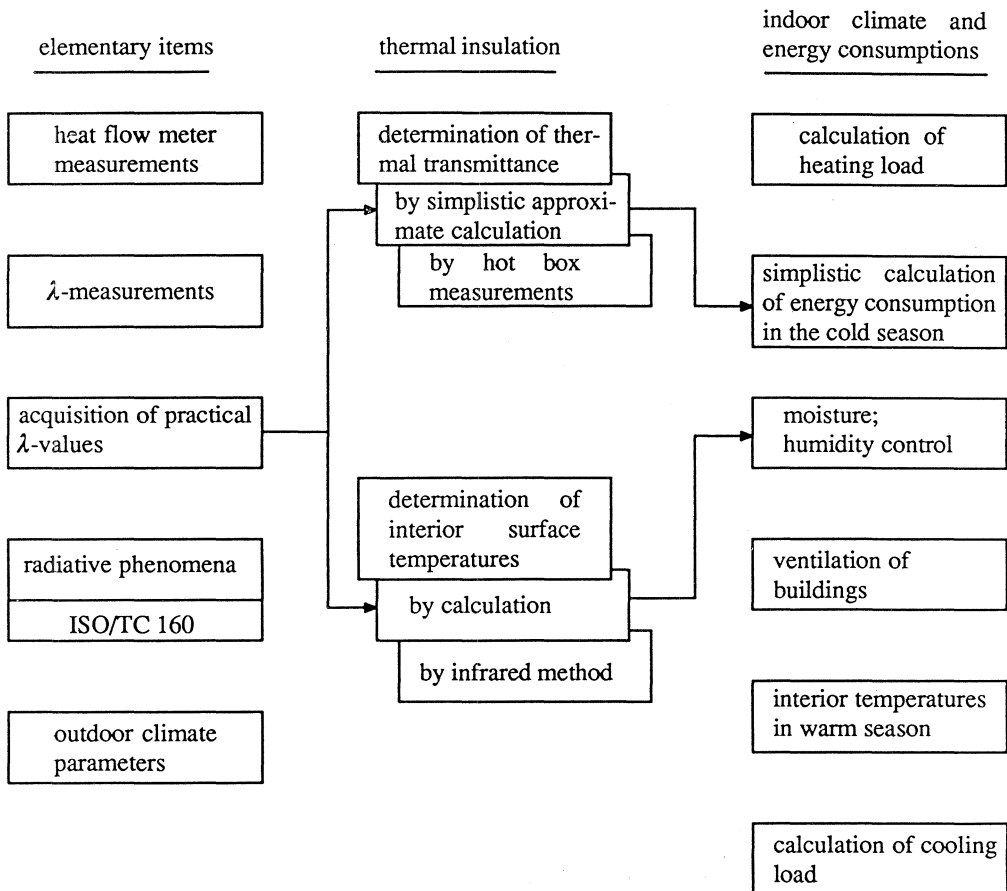 elementary items
heat flow meter
measurements
λ-measurements
acquisition of practical
λ-values
radiative phenomena
ISO/TC 160
outdoor climate
parameters
thermal insulation
determination of ther-
mal transmittance
by simplistic approxi-
mate calculation
by hot box
measurements
determination of
interior surface
temperatures
by calculation
by infrared method
indoor climate and
energy consumptions
calculation of
heating load
simplistic calculation
of energy consumption
in the cold season
moisture;
humidity control
ventilation of
buildings
interior temperatures
in warm season
calculation of cooling
load